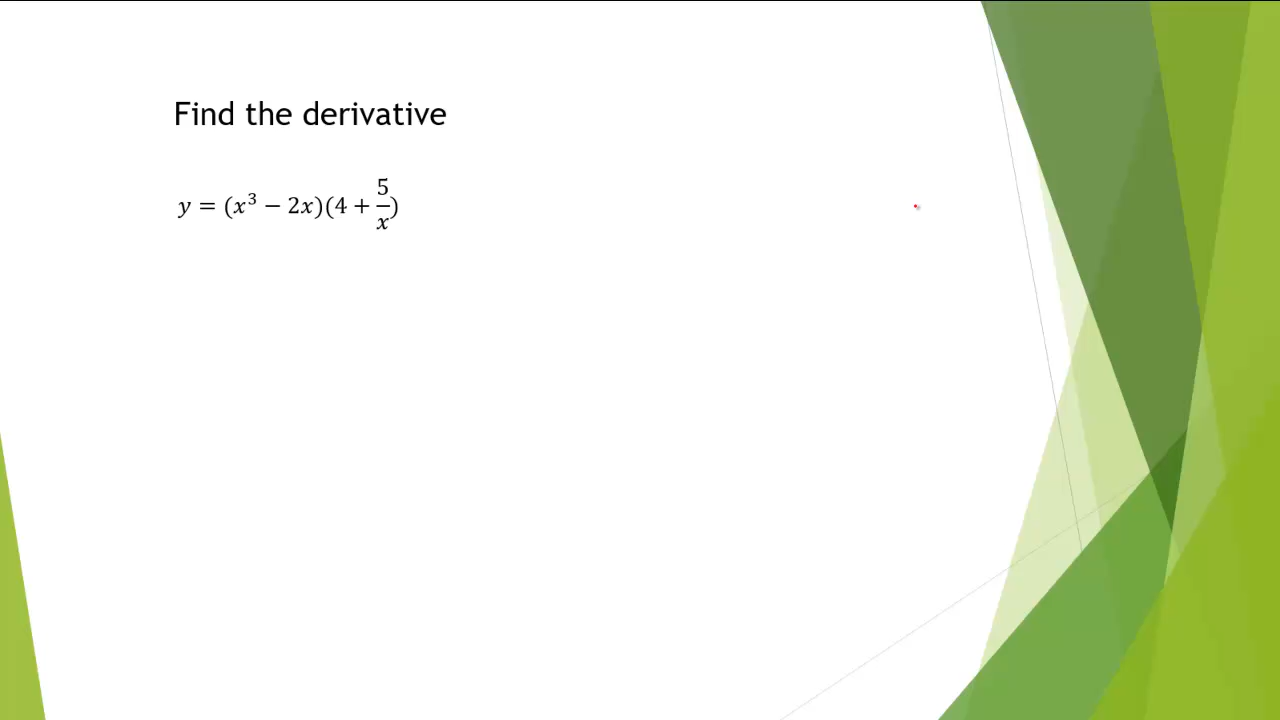 Find the derivative
y = (x³ − 2x)(4 + 5/x)